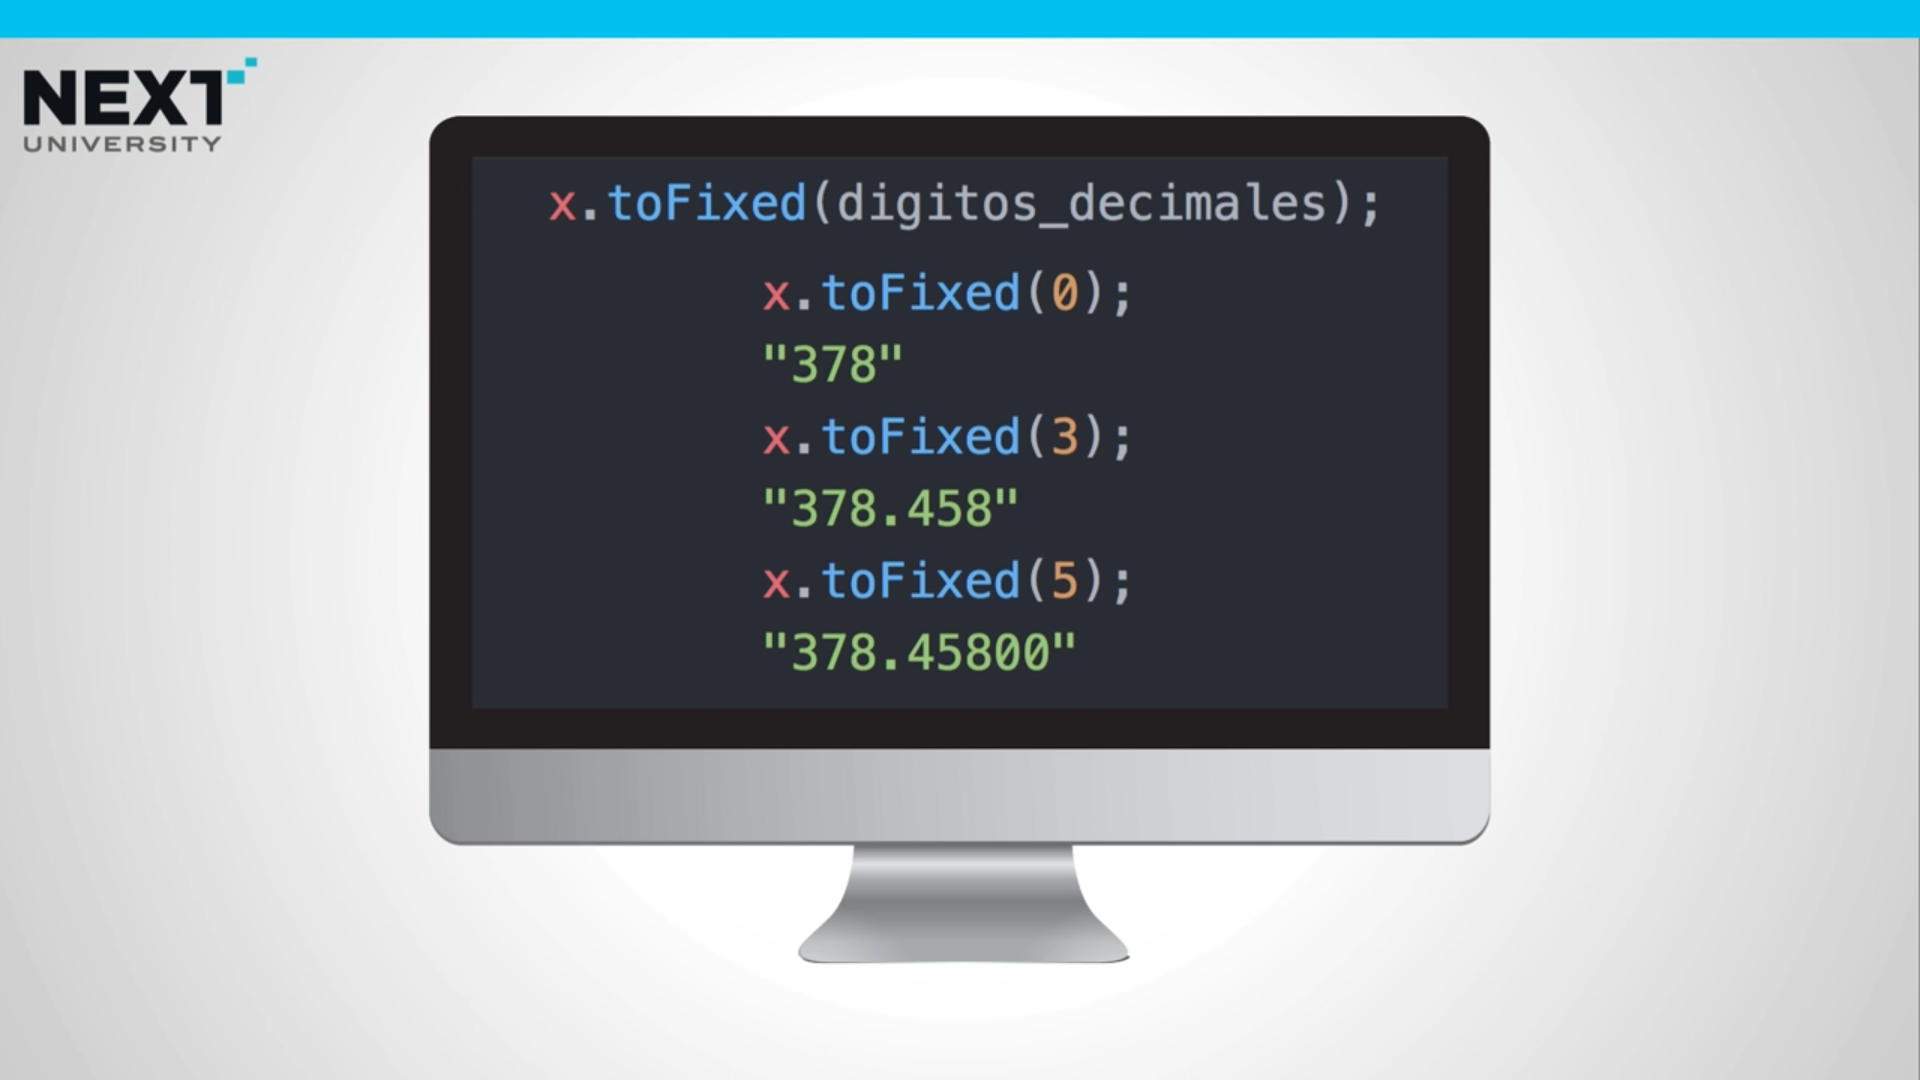 NEXT
UNIVERSITY
x.toFixed(digitos_decimales);
x.toFixed(0);
"378"
x.toFixed(3);
"378.458"
x.toFixed(5);
"378.45800"